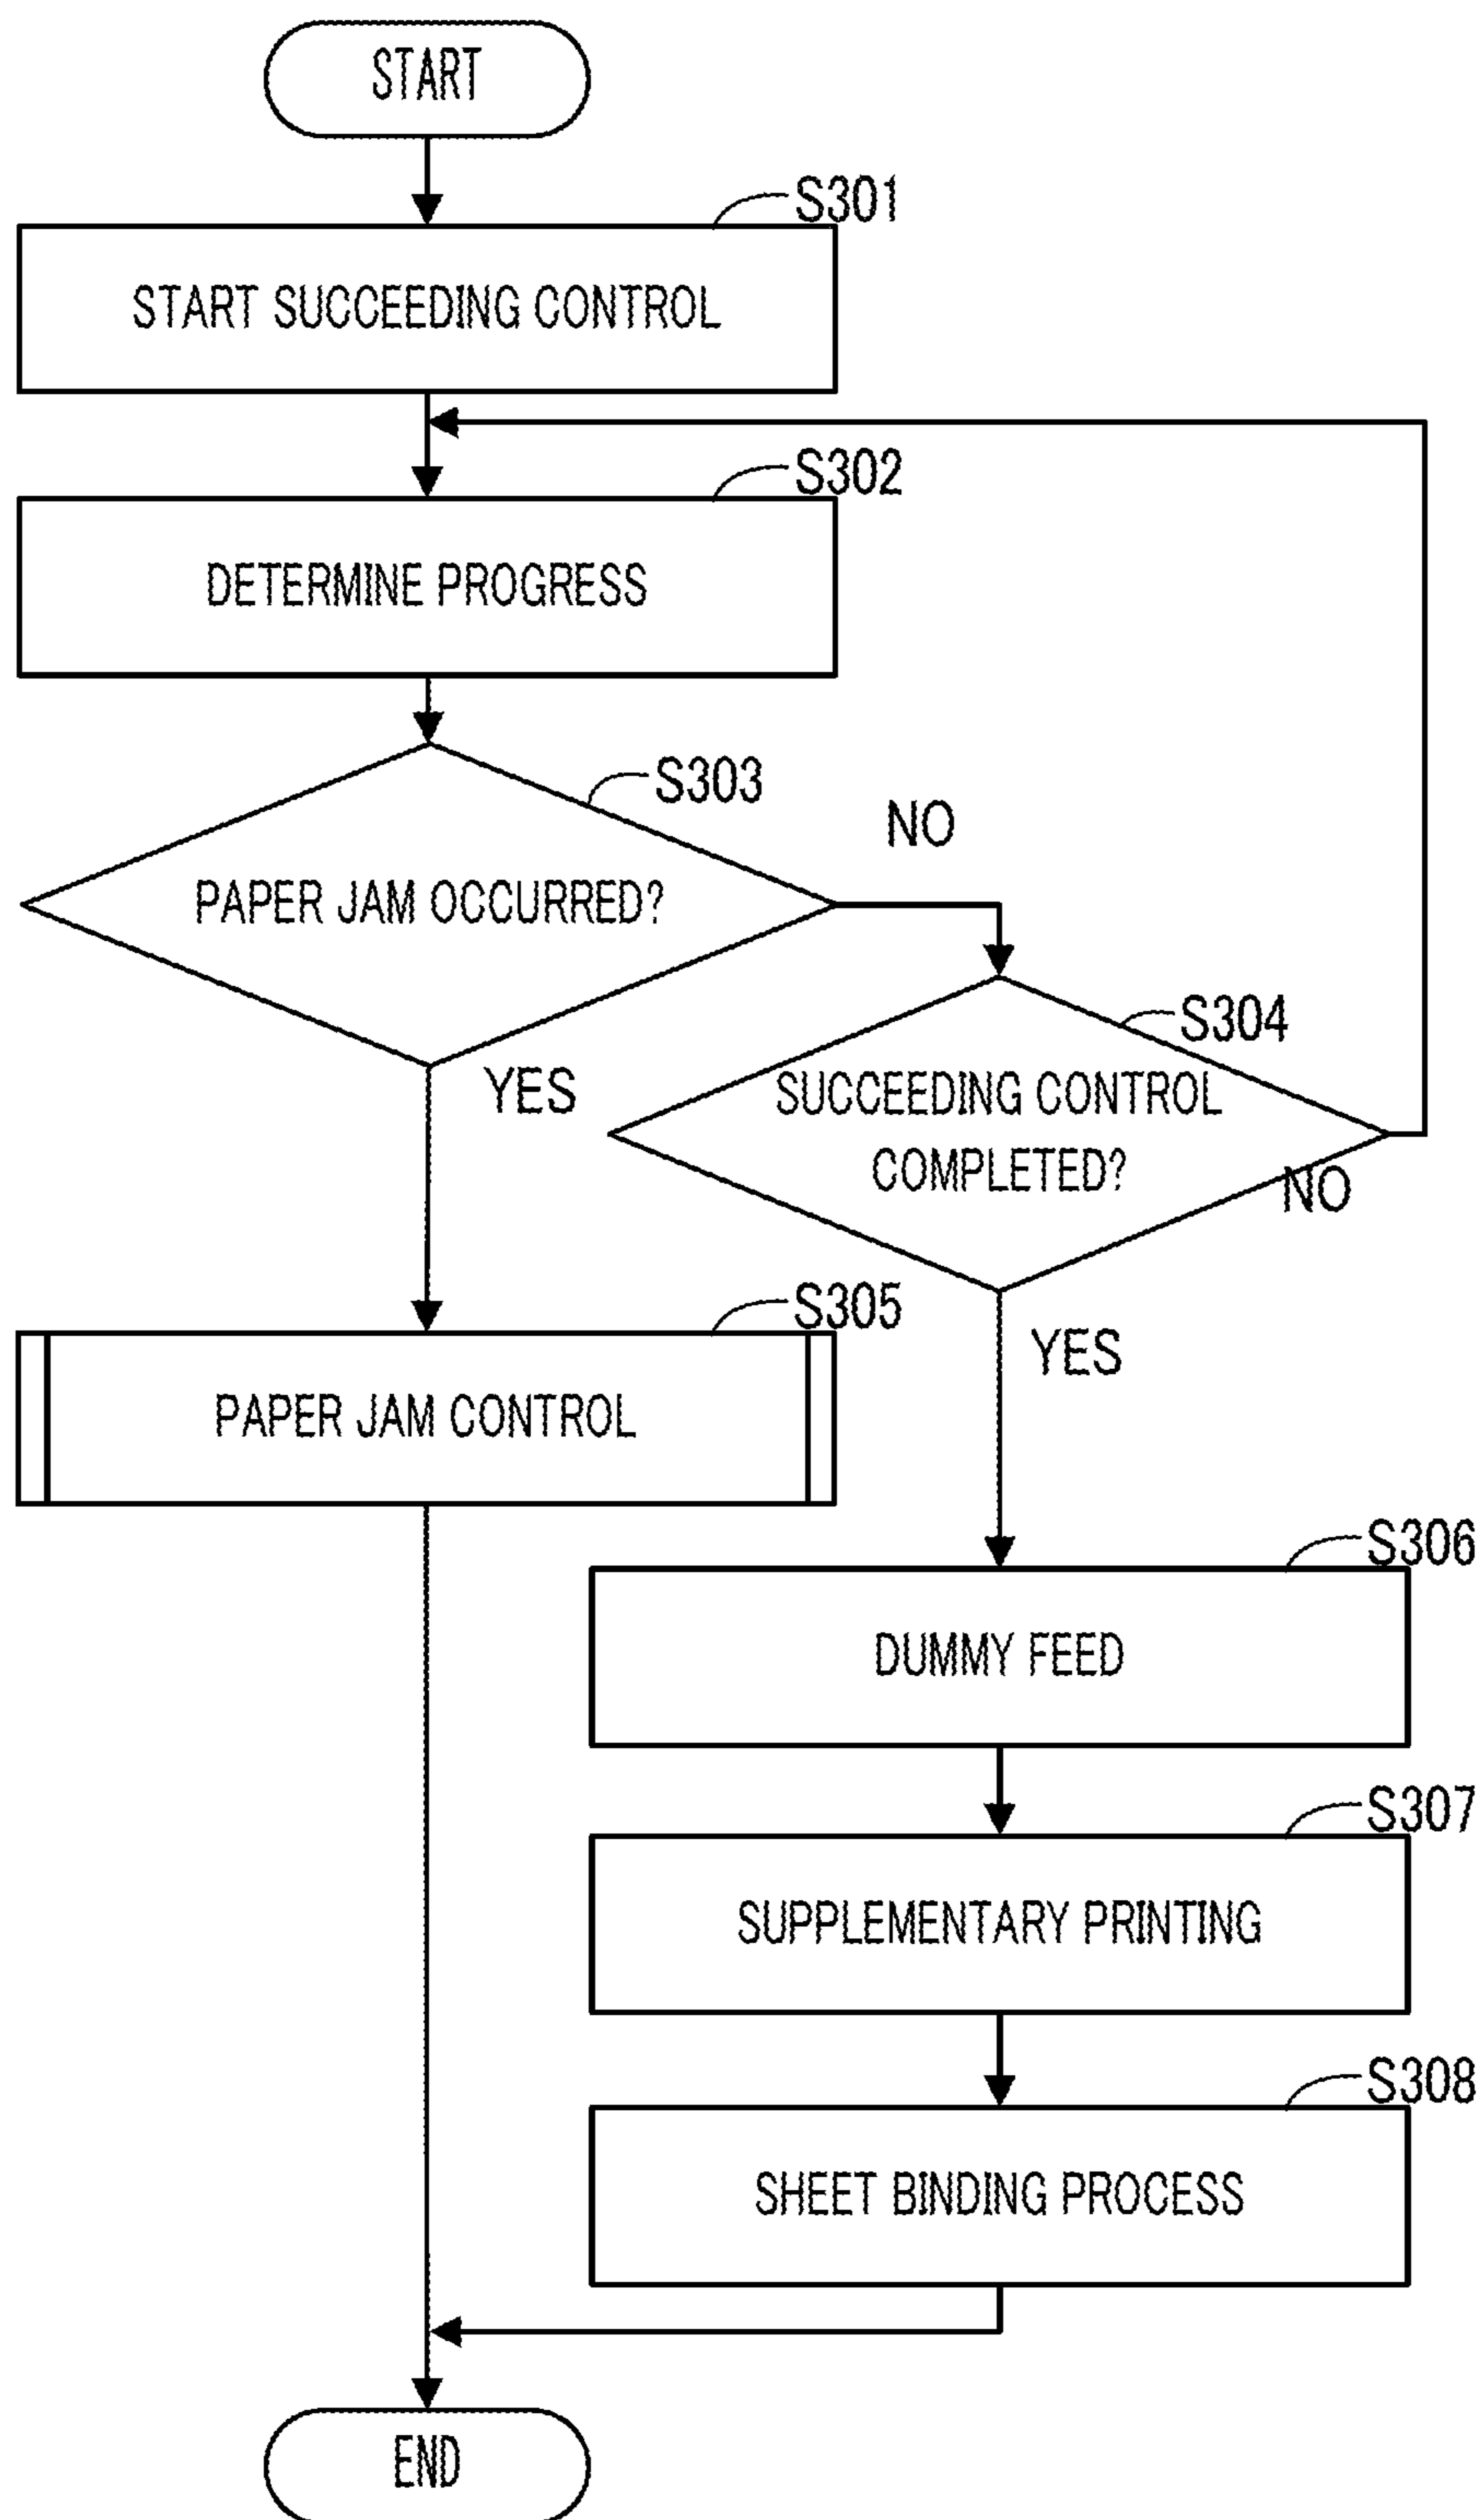 START
S301
START SUCCEEDING CONTROL
S302
DETERMINE PROGRESS
S303
NO
PAPER JAM OCCURRED?
S304
YES
SUCCEEDING CONTROL
COMPLETED?
NO
S305
YES
PAPER JAM CONTROL
S306
DUMMY FEED
S307
SUPPLEMENTARY PRINTING
S308
SHEET BINDING PROCESS
END